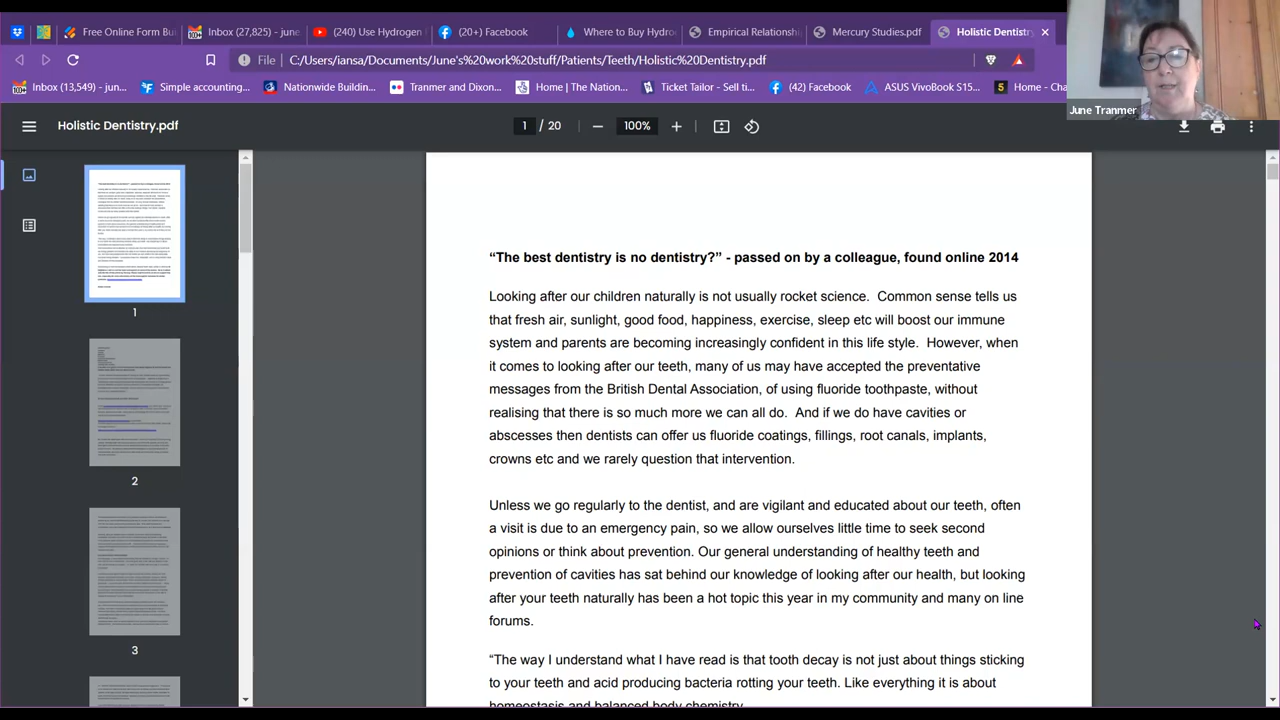 Free Online Form Bu
Inbox (27,825) - june
(240) Use Hydrogen
(20+) Facebook
Where to Buy Hydro
Empirical Relationsh
Mercury Studies.pdf
Holistic Dentistry
File
C:/Users/iansa/Documents/June's%20work%20stuff/Patients/Teeth/Holistic%20Dentistry.pdf
Inbox (13,549) - jun...
Simple accounting...
Nationwide Buildin...
Tranmer and Dixon...
Home | The Nation...
Ticket Tailor - Sell ti...
(42) Facebook
ASUS VivoBook S15...
Home - Cha
June Tranmer
Holistic Dentistry.pdf
1 / 20
100%
1
2
3
“The best dentistry is no dentistry?” - passed on by a colleague, found online 2014
Looking after our children naturally is not usually rocket science. Common sense tells us
that fresh air, sunlight, good food, happiness, exercise, sleep etc will boost our immune
system and parents are becoming increasingly confident in this life style. However, when
it comes to looking after our teeth, many of us may have accepted the preventative
messages from the British Dental Association, of using fluoride toothpaste, without
realising that there is so much more we can all do. And if we do have cavities or
abscesses then dentists can offer us fluoride coatings, fillings, root canals, implants,
crowns etc and we rarely question that intervention.
Unless we go regularly to the dentist, and are vigilant and educated about our teeth, often
a visit is due to an emergency pain, so we allow ourselves little time to seek second
opinions or think about prevention. Our general understanding of healthy teeth and
prevention of cavities has sat behind our knowledge of looking after our health, but looking
after your teeth naturally has been a hot topic this year in my community and many on line
forums.
“The way I understand what I have read is that tooth decay is not just about things sticking
to your teeth and acid producing bacteria rotting your teeth. Like everything it is about
homeostasis and balanced body chemistry